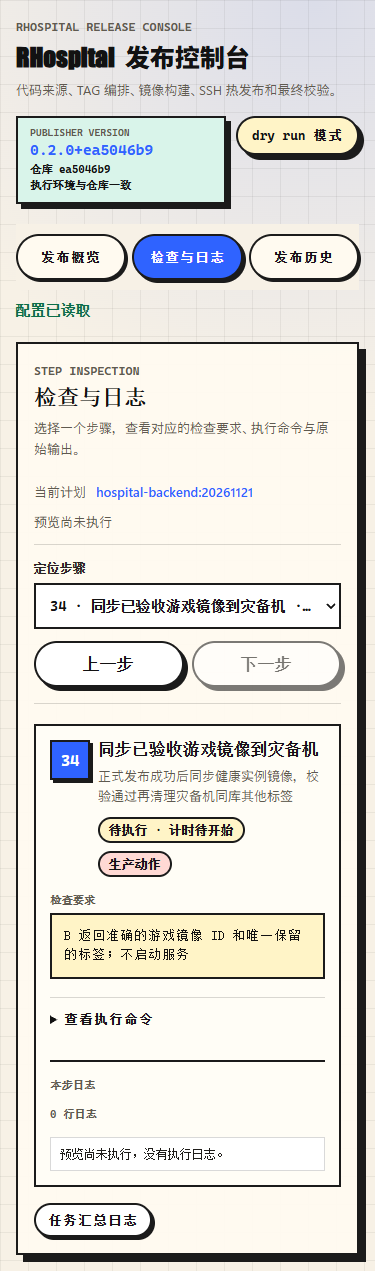 RHOSPITAL RELEASE CONSOLE
RHospital 发布控制台
代码来源、TAG 编排、镜像构建、SSH 热发布和最终校验。
PUBLISHER VERSION
0.2.0+ea5046b9
仓库 ea5046b9
执行环境与仓库一致
dry run 模式
发布概览
检查与日志
发布历史
配置已读取
STEP INSPECTION
检查与日志
选择一个步骤，查看对应的检查要求、执行命令与原
始输出。
当前计划 hospital-backend:20261121
预览尚未执行
定位步骤
34 · 同步已验收游戏镜像到灾备机 ·…
上一步
下一步
34
同步已验收游戏镜像到灾备机
正式发布成功后同步健康实例镜像，校
验通过再清理灾备机同库其他标签
待执行 · 计时待开始
生产动作
检查要求
B 返回准确的游戏镜像 ID 和唯一保留
的标签；不启动服务
▶ 查看执行命令
本步日志
0 行日志
预览尚未执行，没有执行日志。
任务汇总日志